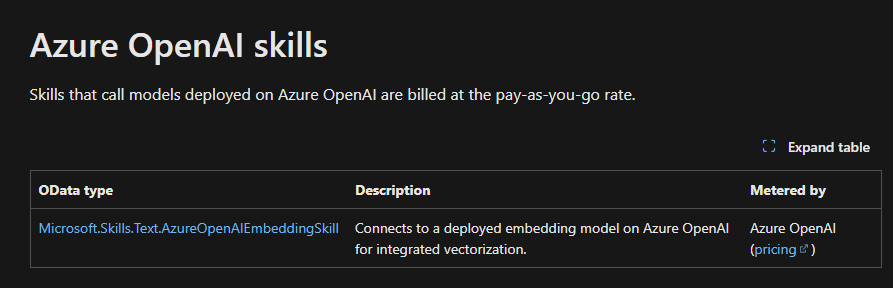 Azure OpenAI skills
Skills that call models deployed on Azure OpenAI are billed at the pay-as-you-go rate.
Expand table
OData type Description Metered by
Microsoft.Skills.Text.AzureOpenAIEmbeddingSkill Connects to a deployed embedding model on Azure OpenAI Azure OpenAI
for integrated vectorization. (pricing)